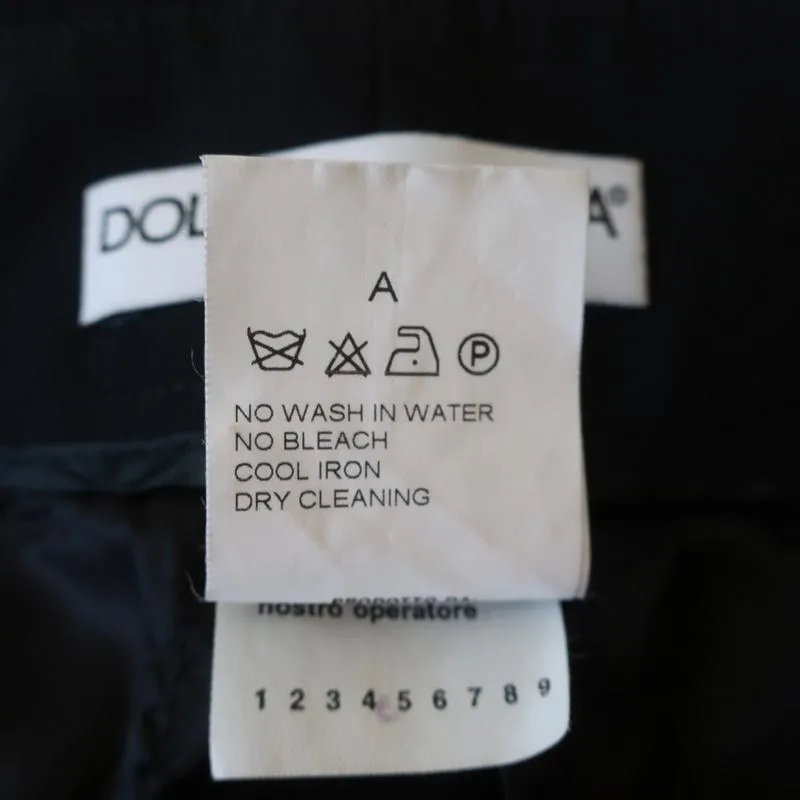 DOL A®
A
P
NO WASH IN WATER
NO BLEACH
COOL IRON
DRY CLEANING
nostro operatore
1 2 3 4 5 6 7 8 9